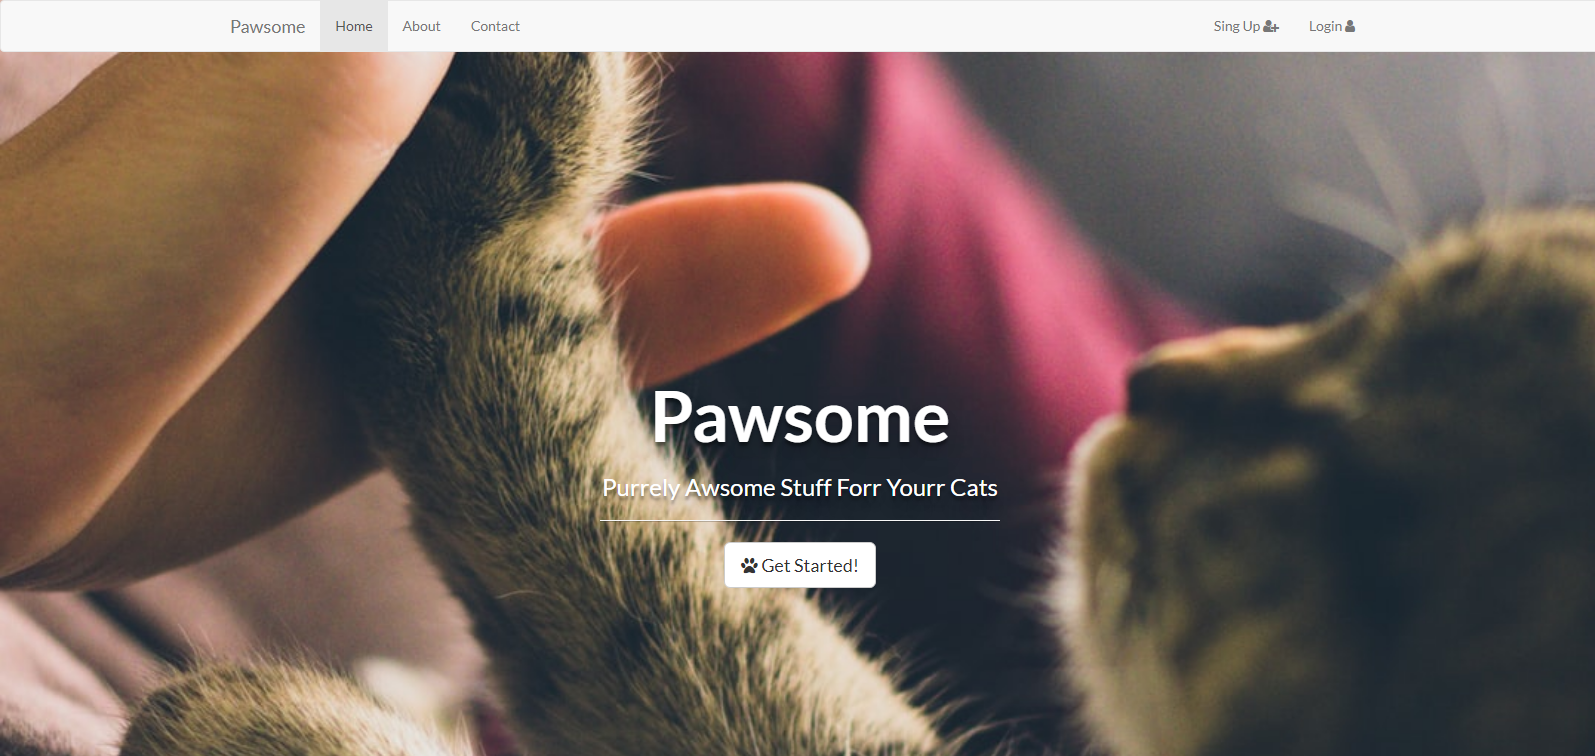 Pawsome Home About Contact Sing Up Login
Pawsome
Purrely Awsome Stuff Forr Yourr Cats
Get Started!